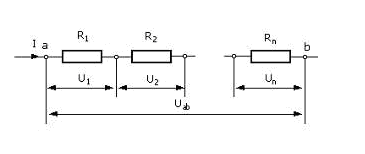 I a R₁ R₂ Rₙ b
U₁ U₂ Uₙ
Uₐb